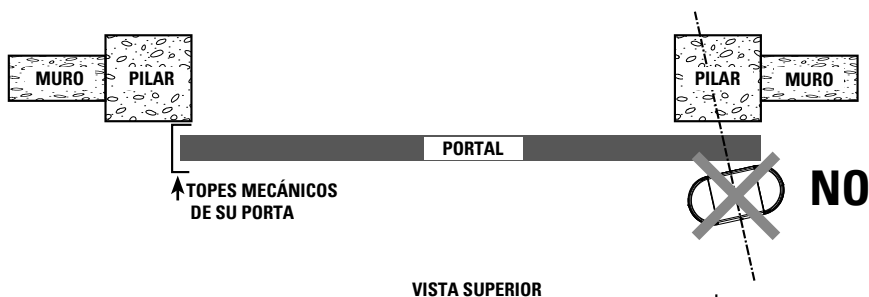 MURO
PILAR
PILAR
MURO
PORTAL
TOPES MECÁNICOS
DE SU PORTA
NO
VISTA SUPERIOR